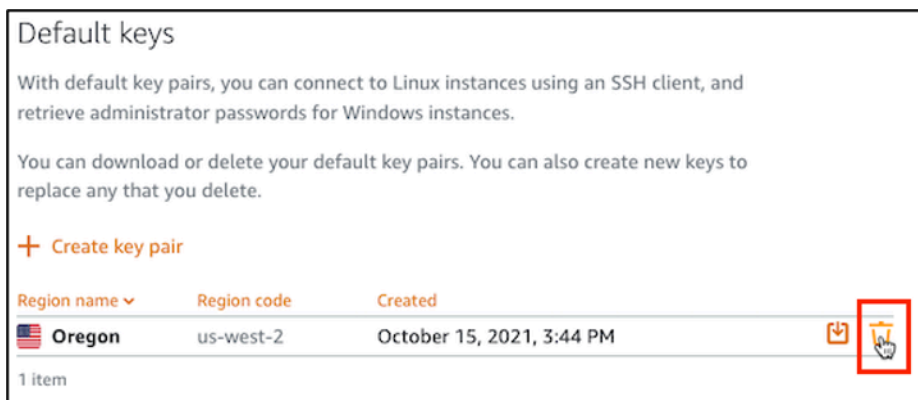 Default keys
With default key pairs, you can connect to Linux instances using an SSH client, and
retrieve administrator passwords for Windows instances.
You can download or delete your default key pairs. You can also create new keys to
replace any that you delete.
Create key pair
Region name Region code Created
Oregon us-west-2 October 15, 2021, 3:44 PM
1 item